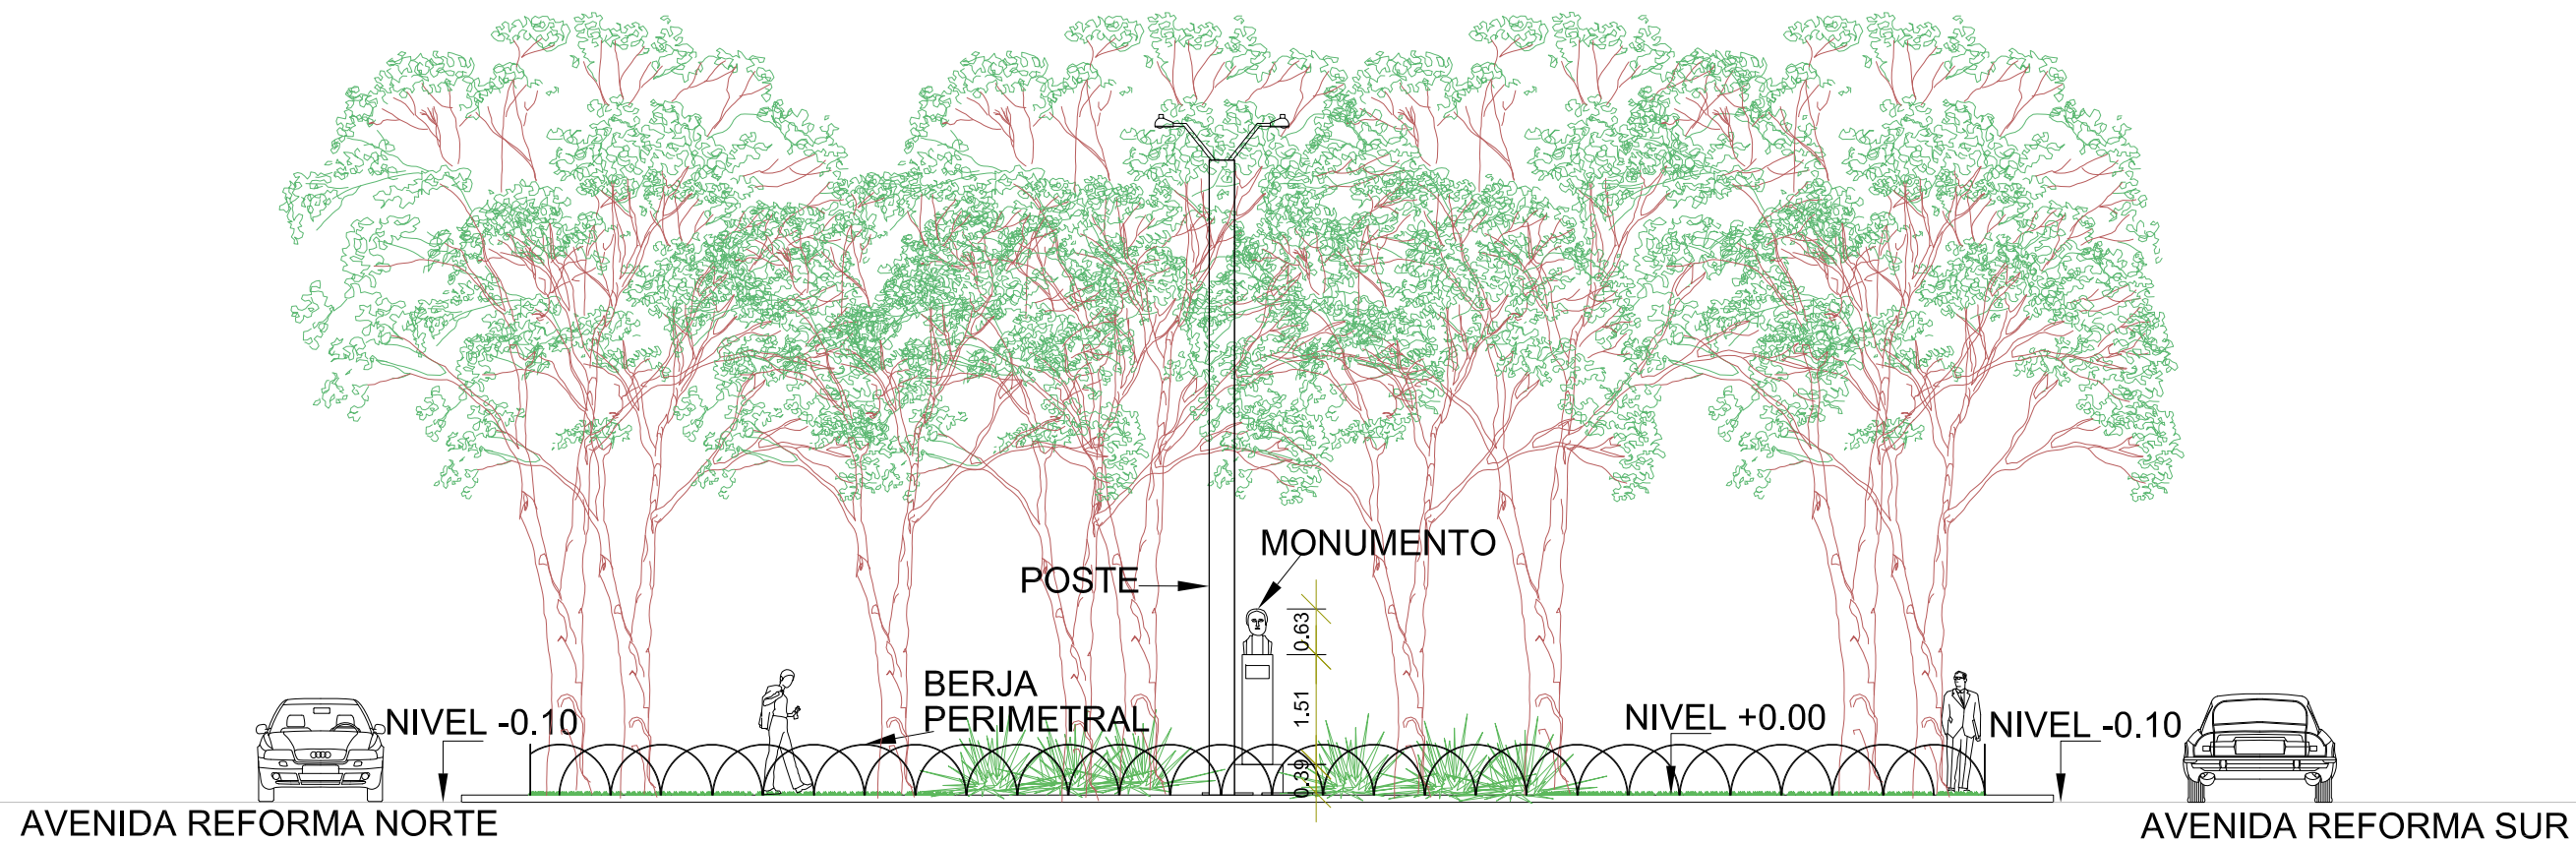 MONUMENTO
POSTE
0.63
BERJA
PERIMETRAL
1.51
NIVEL -0.10
NIVEL +0.00
NIVEL -0.10
0.39
AVENIDA REFORMA NORTE
AVENIDA REFORMA SUR